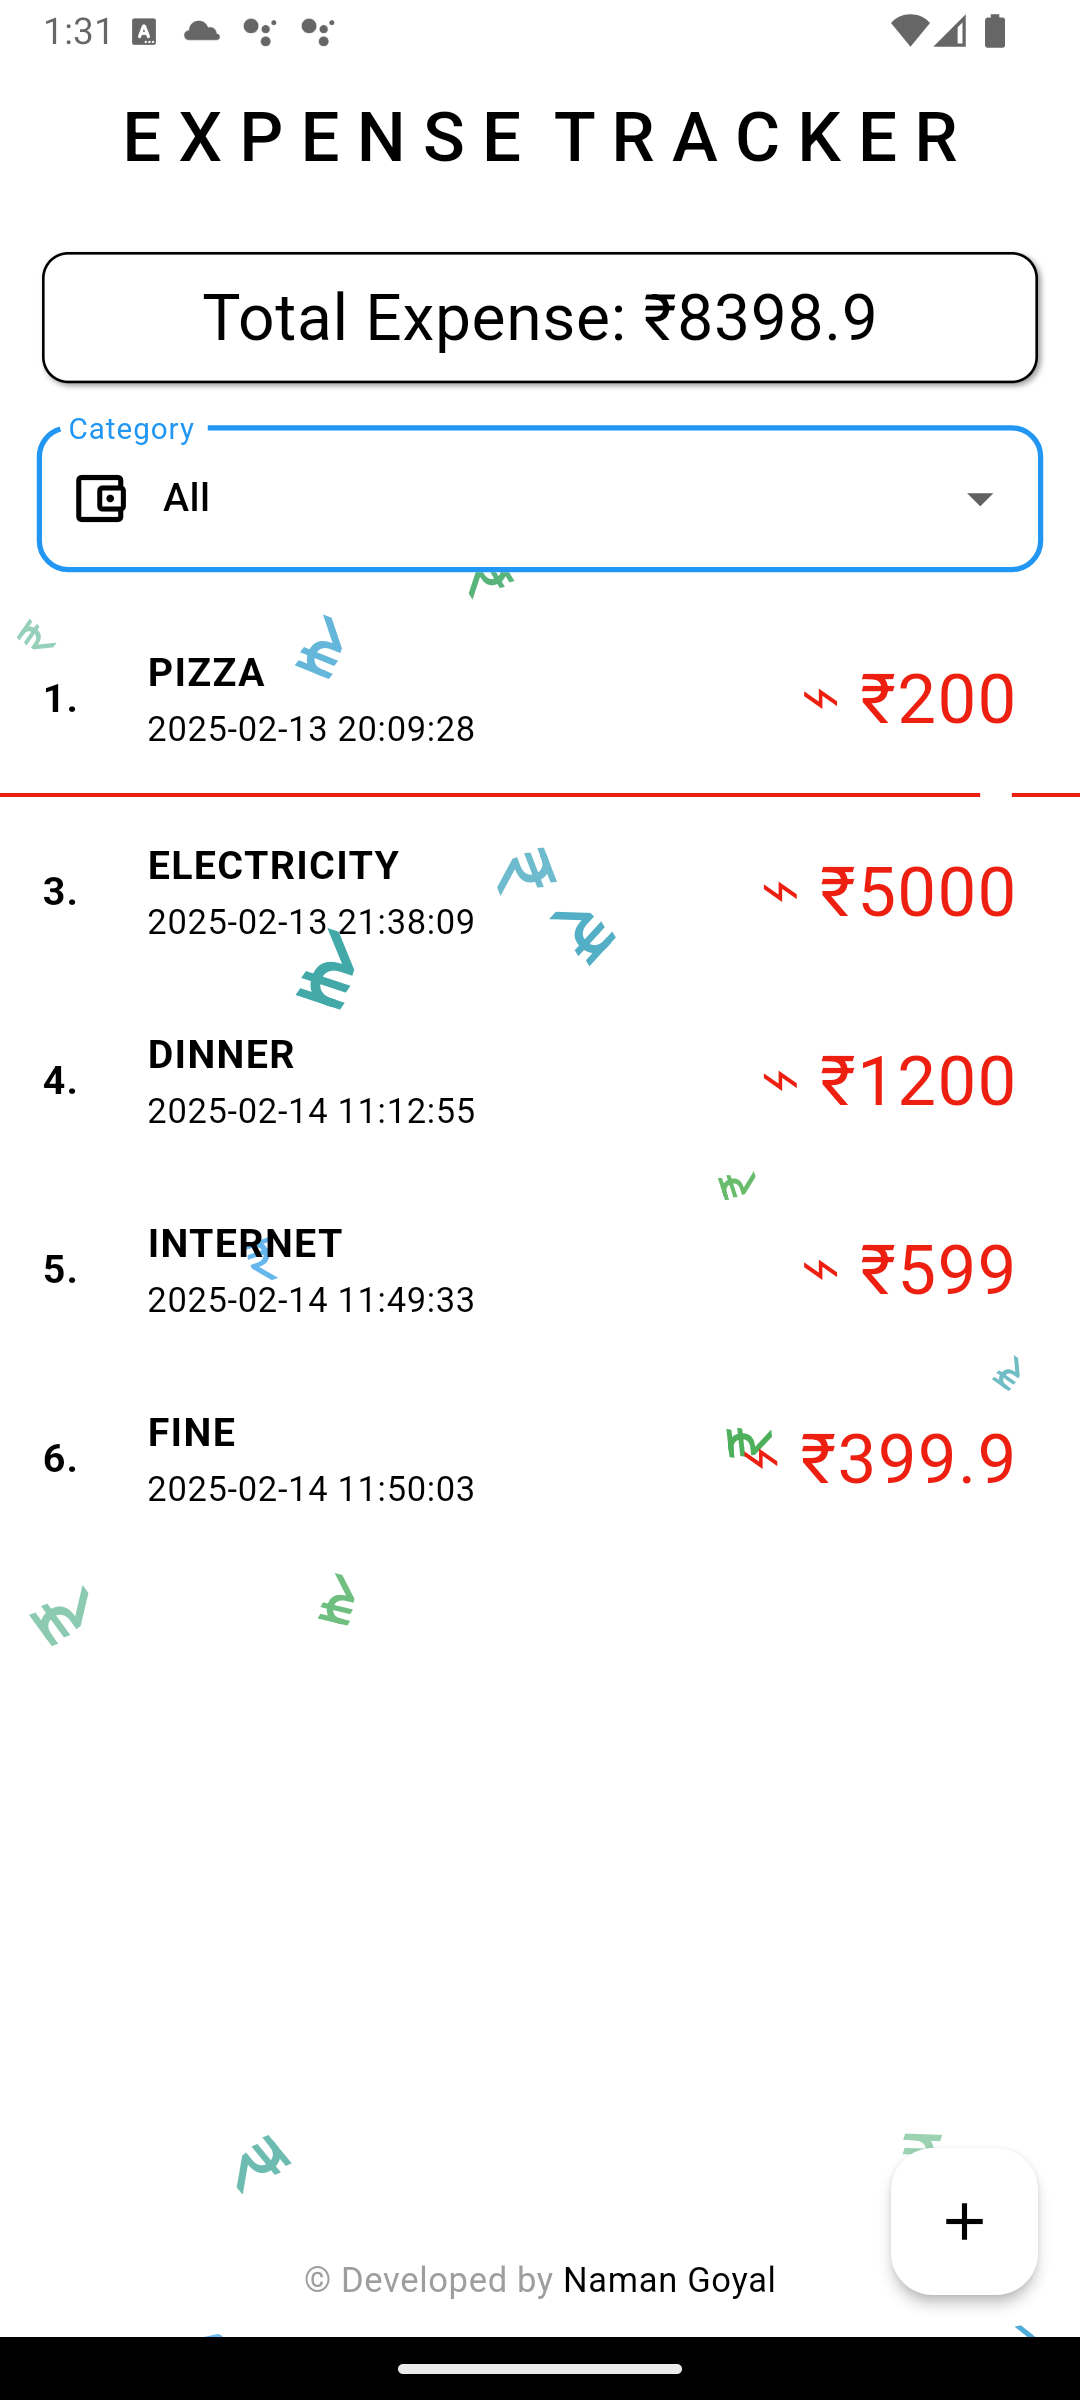 1:31
EXPENSE TRACKER
Total Expense: ₹8398.9
Category
All
1.
PIZZA
2025-02-13 20:09:28
₹200
3.
ELECTRICITY
2025-02-13 21:38:09
₹5000
4.
DINNER
2025-02-14 11:12:55
₹1200
5.
INTERNET
2025-02-14 11:49:33
₹599
6.
FINE
2025-02-14 11:50:03
₹399.9
© Developed by Naman Goyal